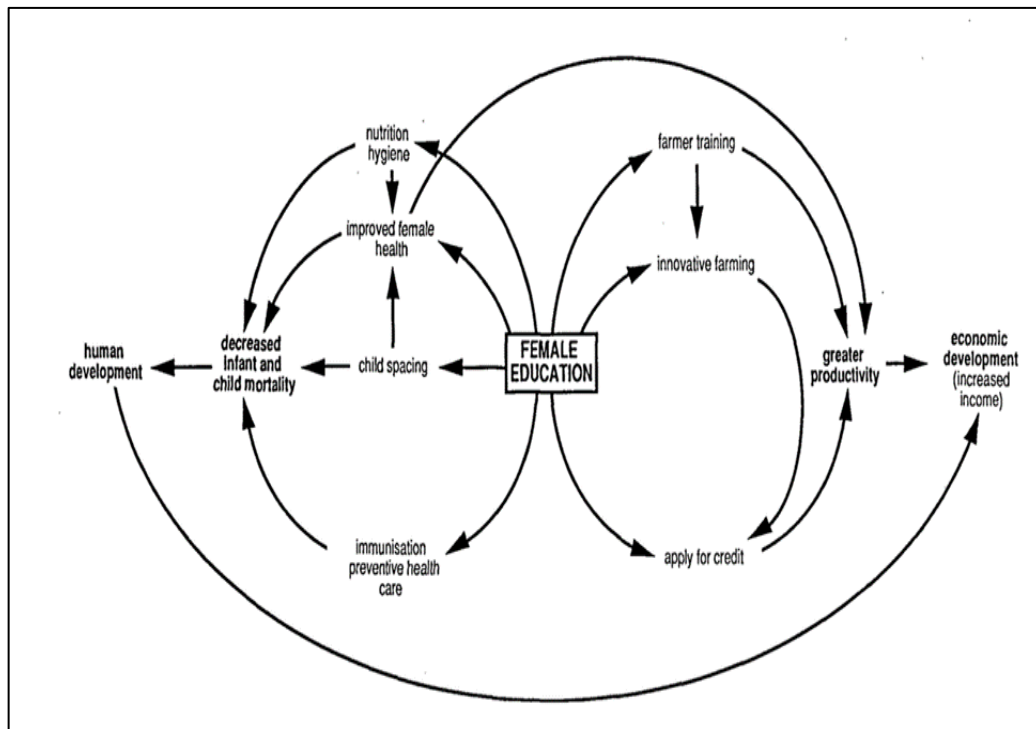 nutrition
hygiene
farmer training
improved female
health
innovative farming
human
development
decreased
Infant and
child mortality
child spacing
FEMALE
EDUCATION
greater
productivity
economic
development
(increased
income)
immunisation
preventive health
care
apply for credit